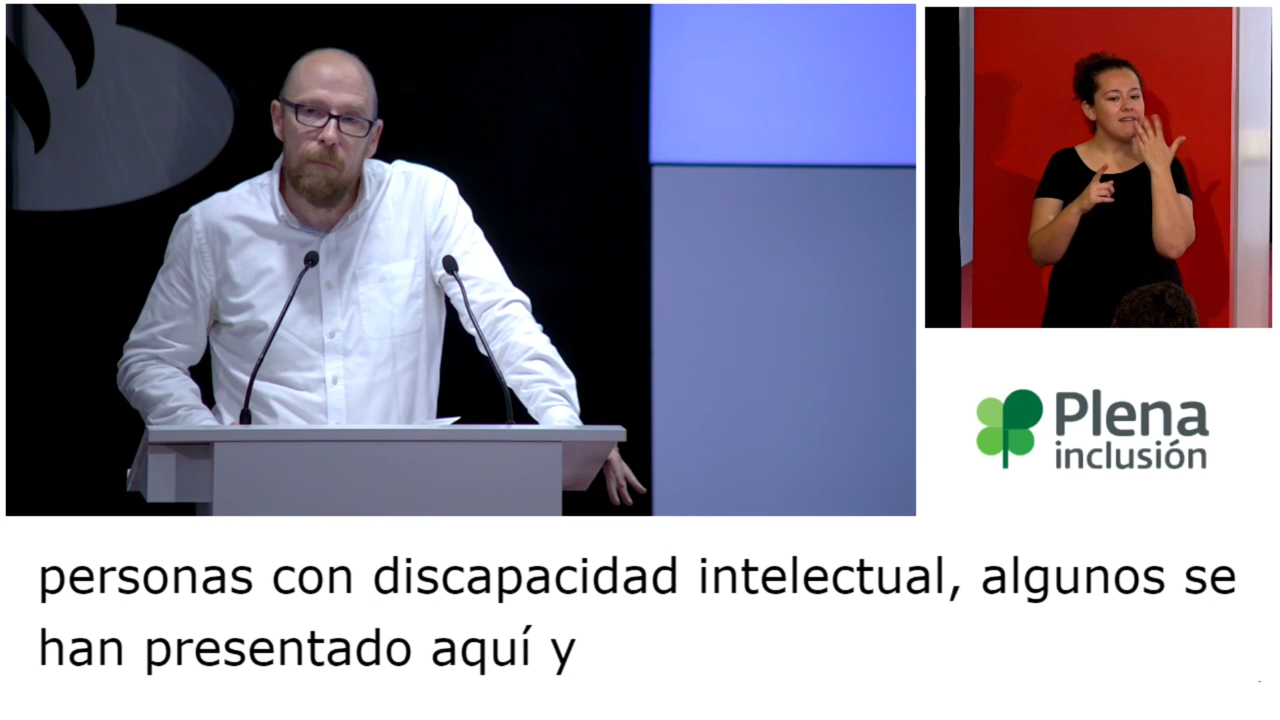 Plena
inclusión
personas con discapacidad intelectual, algunos se
han presentado aquí y